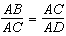 AB/AC = AC/AD